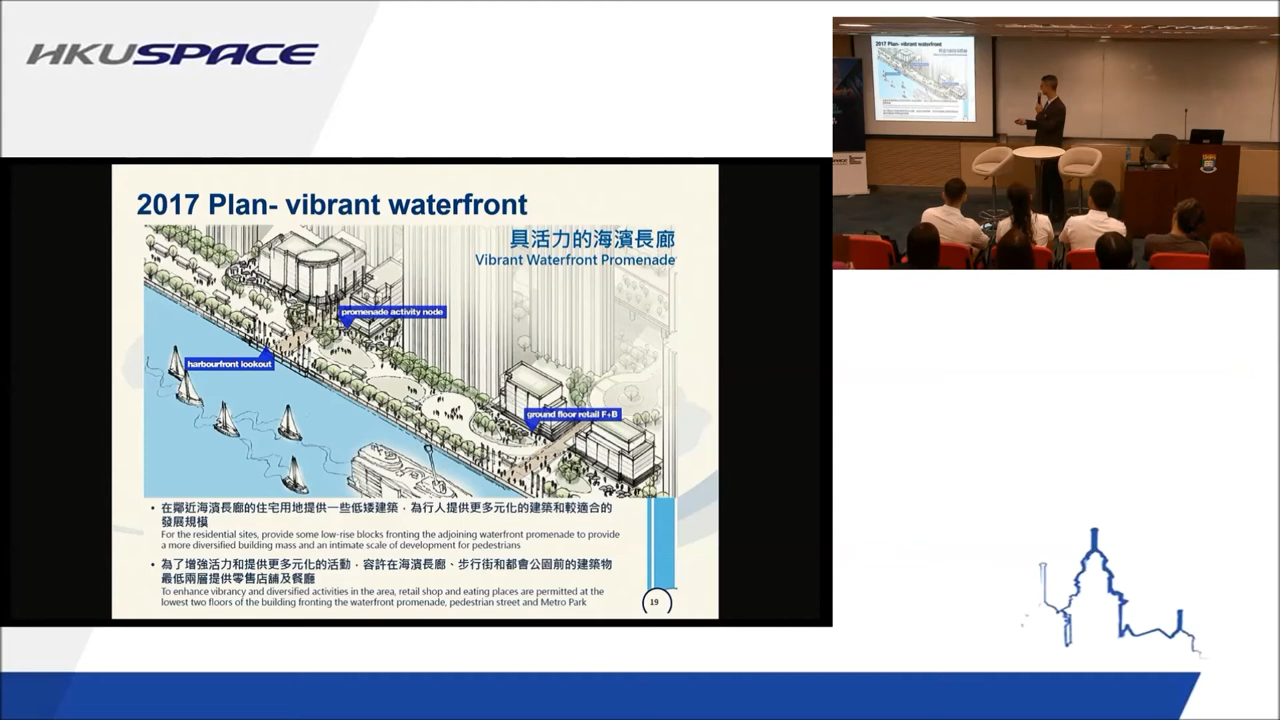 HKUSPACE
2017 Plan- vibrant waterfront
具活力的海濱長廊
Vibrant Waterfront Promenade
promenade activity node
harbourfront lookout
ground floor retail F+B
• 在鄰近海濱長廊的住宅用地提供一些低矮建築，為行人提供更多元化的建築和較適合的
發展規模
For the residential sites, provide some low-rise blocks fronting the adjoining waterfront promenade to provide
a more diversified building mass and an intimate scale of development for pedestrians
• 為了增強活力和提供更多元化的活動，容許在海濱長廊、步行街和都會公園前的建築物
最低兩層提供零售店舖及餐廳
To enhance vibrancy and diversified activities in the area, retail shop and eating places are permitted at the
lowest two floors of the building fronting the waterfront promenade, pedestrian street and Metro Park
19
2017 Plan- vibrant waterfront